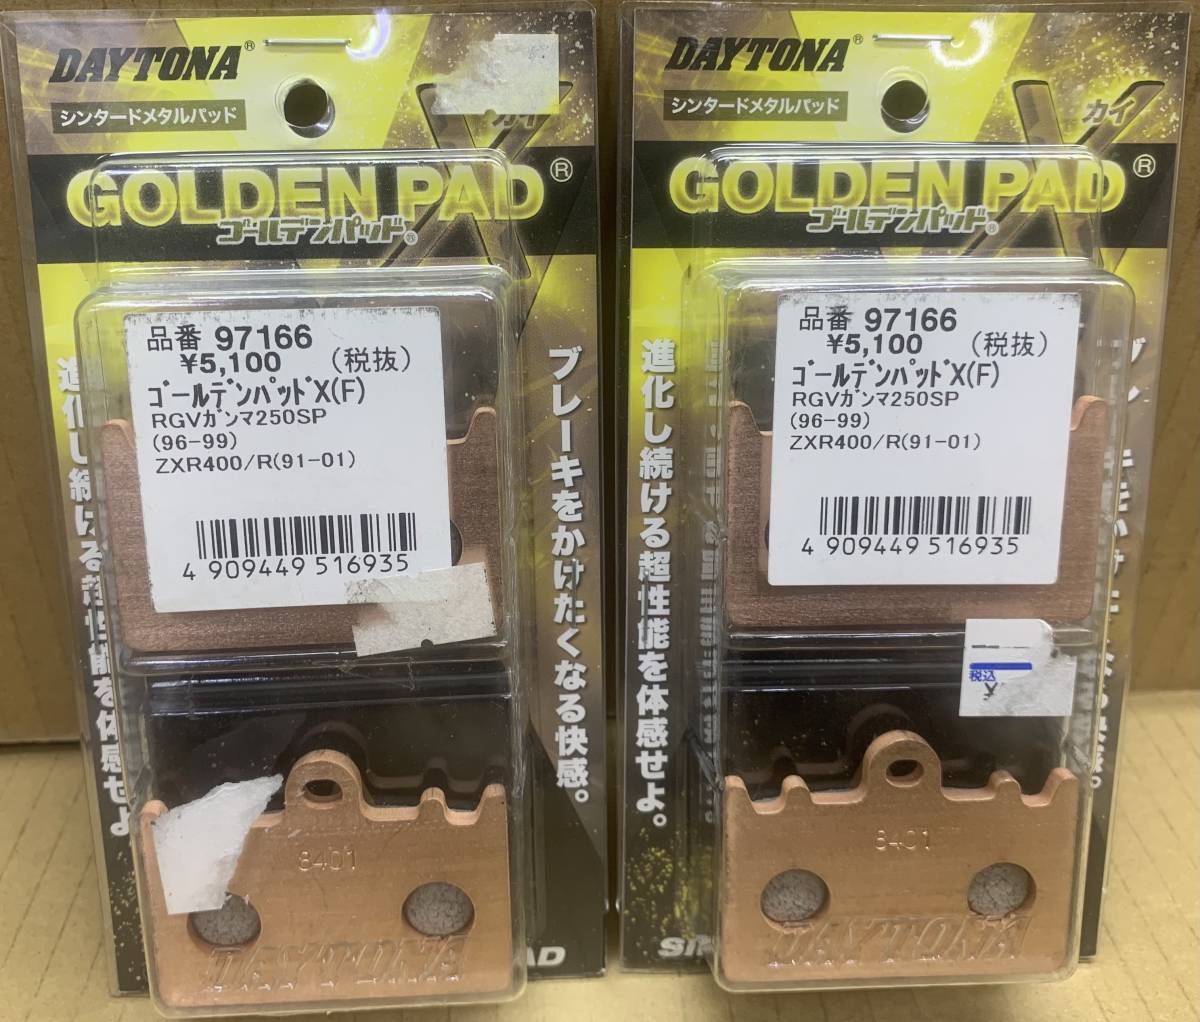 DAYTONA®
シンタードメタルパッド
カイ
GOLDEN PAD®
ゴールデンパッド®
品番 97166
¥5,100 (税抜)
ｺﾞｰﾙﾃﾞﾝﾊﾟｯﾄﾞX(F)
RGVガンマ250SP
(96-99)
ZXR400/R(91-01)
4 909449 516935
進化し続ける超性能を体感せよ
ブレーキをかけたくなる快感。
8401
DAYTONA
AD
DAYTONA®
シンタードメタルパッド
カイ
X
GOLDEN PAD®
ゴールデンパッド®
品番 97166
¥5,100 (税抜)
ｺﾞｰﾙﾃﾞﾝﾊﾟｯﾄﾞX(F)
RGVガンマ250SP
(96-99)
ZXR400/R(91-01)
4 909449 516935
進化し続ける超性能を体感せよ。
税込
¥
8401
DAYTONA
AD